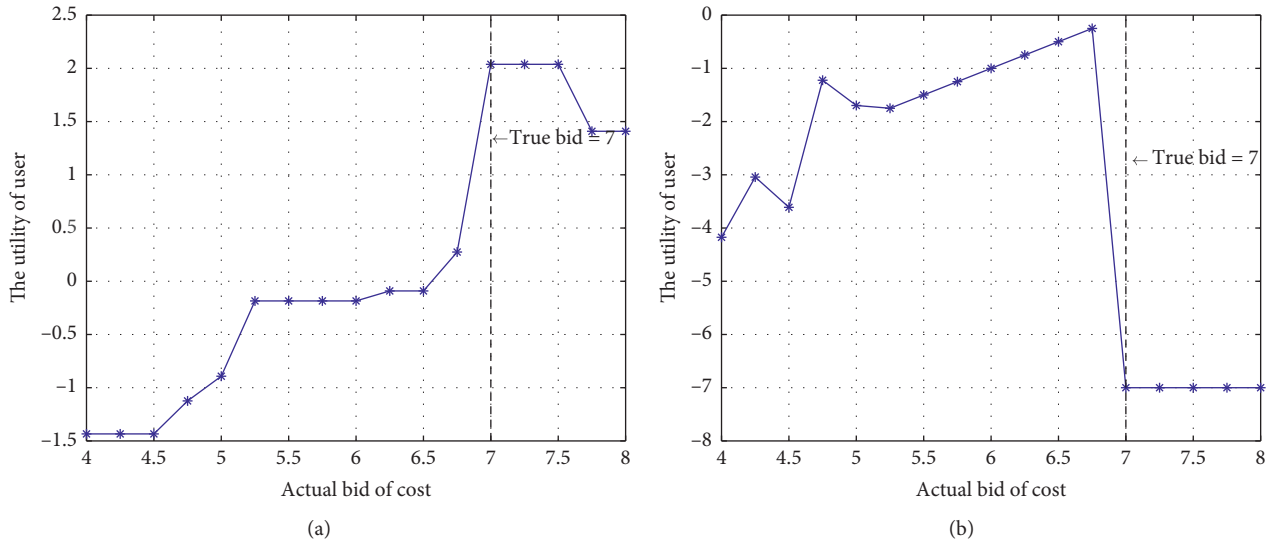 2.5
2
1.5
1
0.5
0
–0.5
–1
–1.5
The utility of user
←True bid = 7
4 4.5 5 5.5 6 6.5 7 7.5 8
Actual bid of cost
(a)
0
–1
–2
–3
–4
–5
–6
–7
–8
The utility of user
←True bid = 7
4 4.5 5 5.5 6 6.5 7 7.5 8
Actual bid of cost
(b)